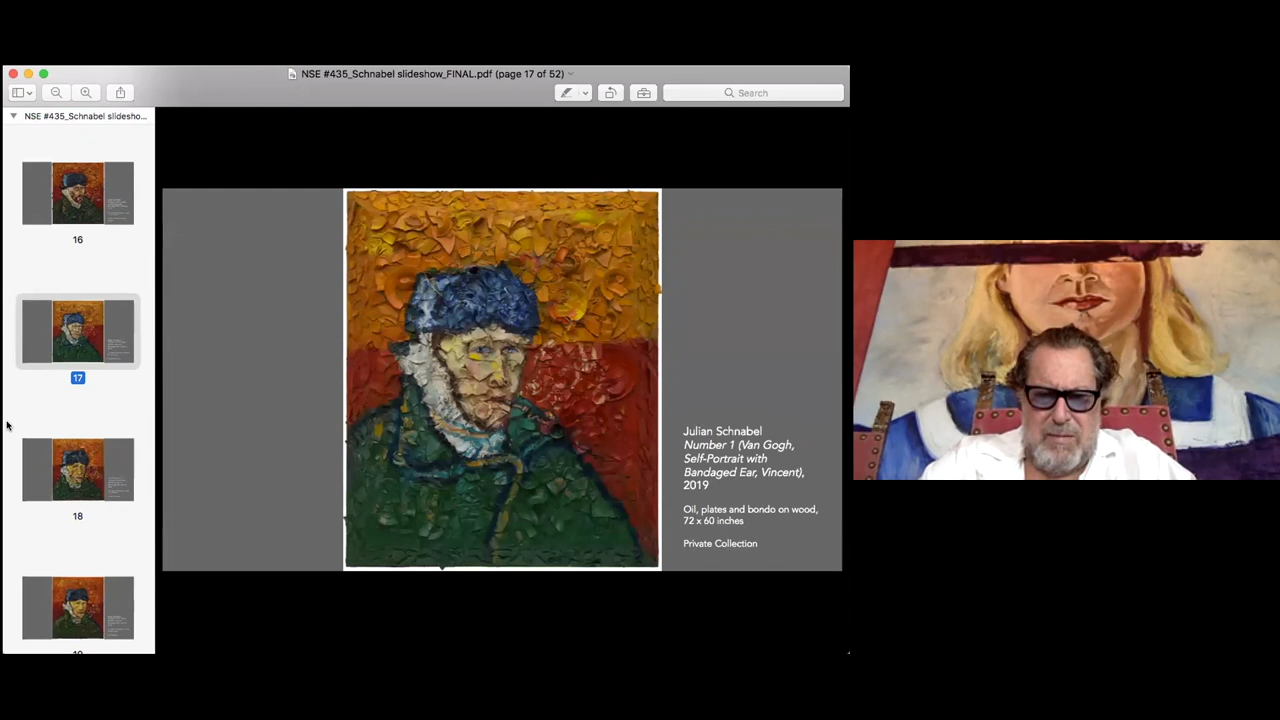 NSE #435_Schnabel slideshow_FINAL.pdf (page 17 of 52)
Search
NSE #435_Schnabel slidesho...
16
17
18
Julian Schnabel
Number 1 (Van Gogh,
Self-Portrait with
Bandaged Ear, Vincent),
2019
Oil, plates and bondo on wood,
72 x 60 inches
Private Collection